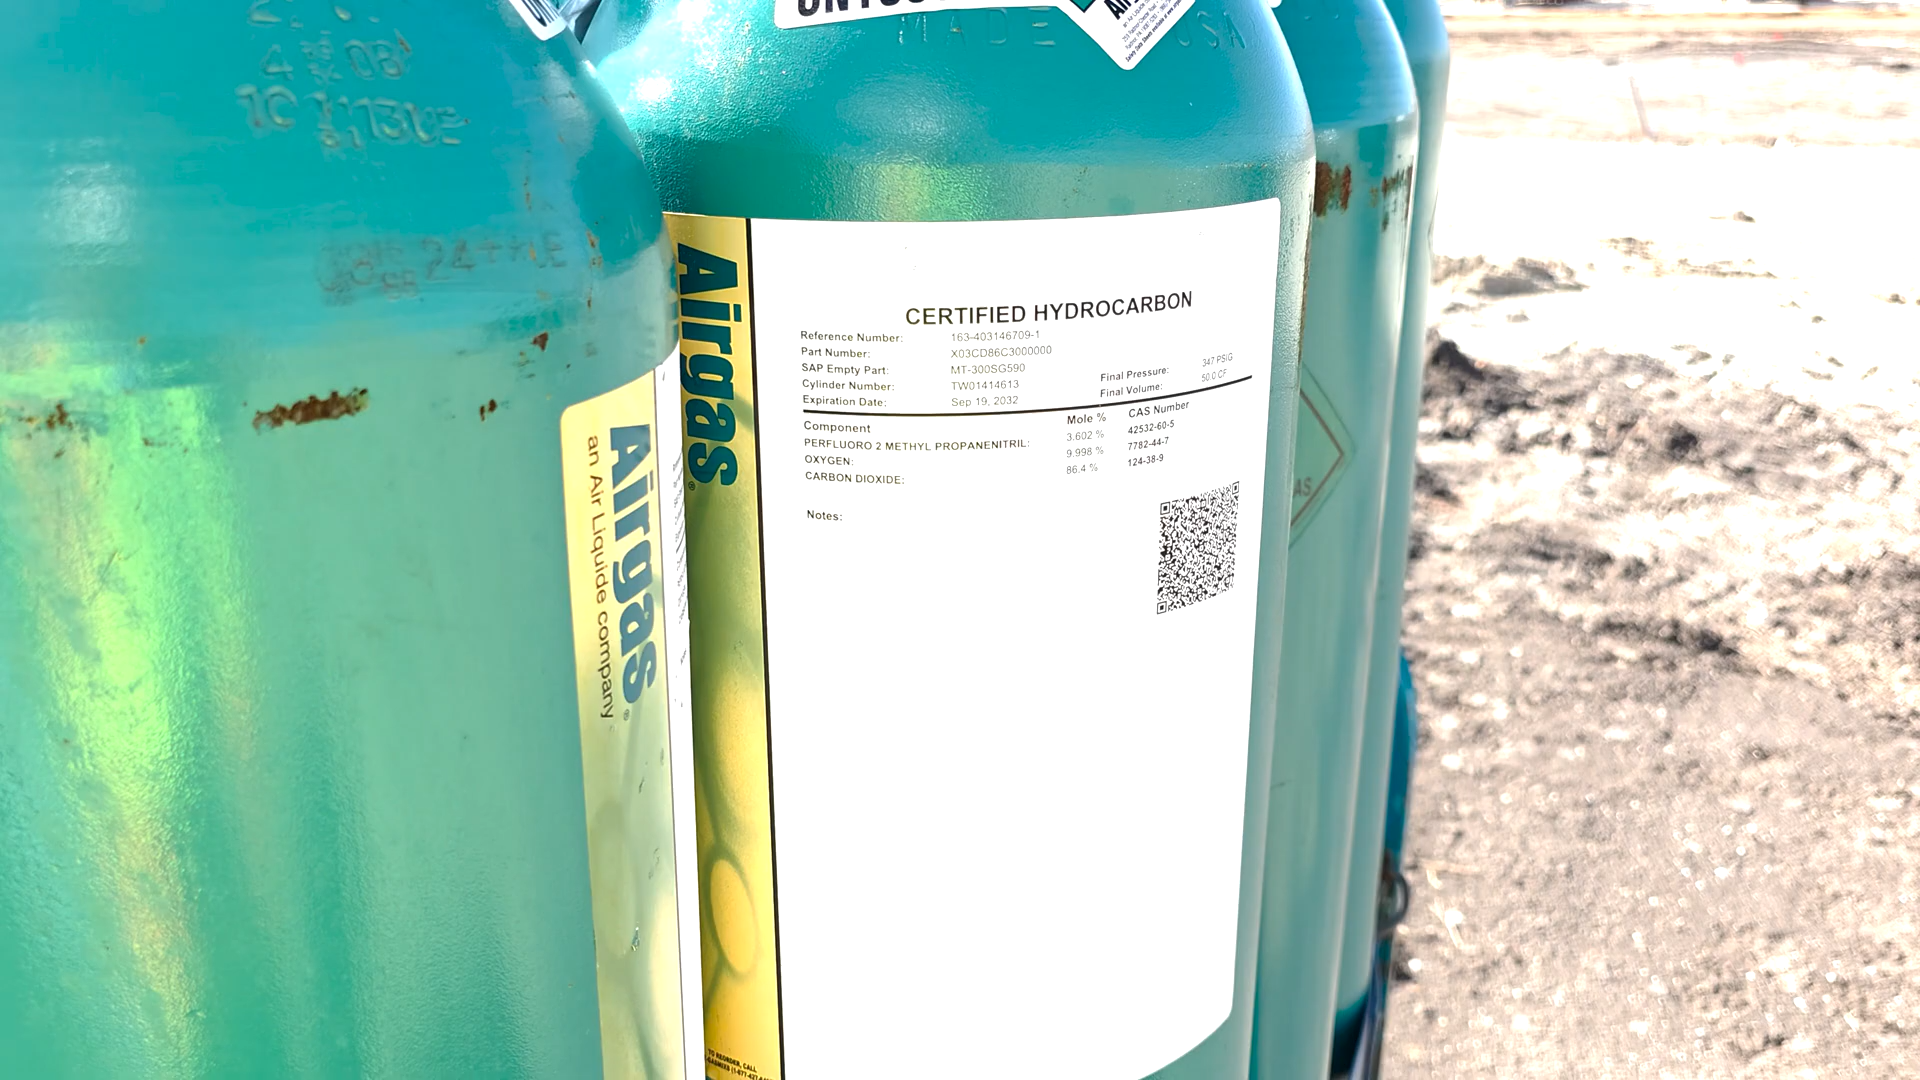 MADE USA
Airgas
an Air Liquide company
Airgas
CERTIFIED HYDROCARBON
Reference Number: 163-403146709-1
Part Number: X03CD86C3000000
SAP Empty Part: MT-300SG590
Cylinder Number: TW01414613
Expiration Date: Sep 19, 2032
Final Pressure: 347 PSIG
Final Volume: 50.0 CF
Component Mole % CAS Number
PERFLUORO 2 METHYL PROPANENITRIL: 3.602 % 42532-60-5
OXYGEN: 9.998 % 7782-44-7
CARBON DIOXIDE: 86.4 % 124-38-9
Notes:
TO REORDER, CALL